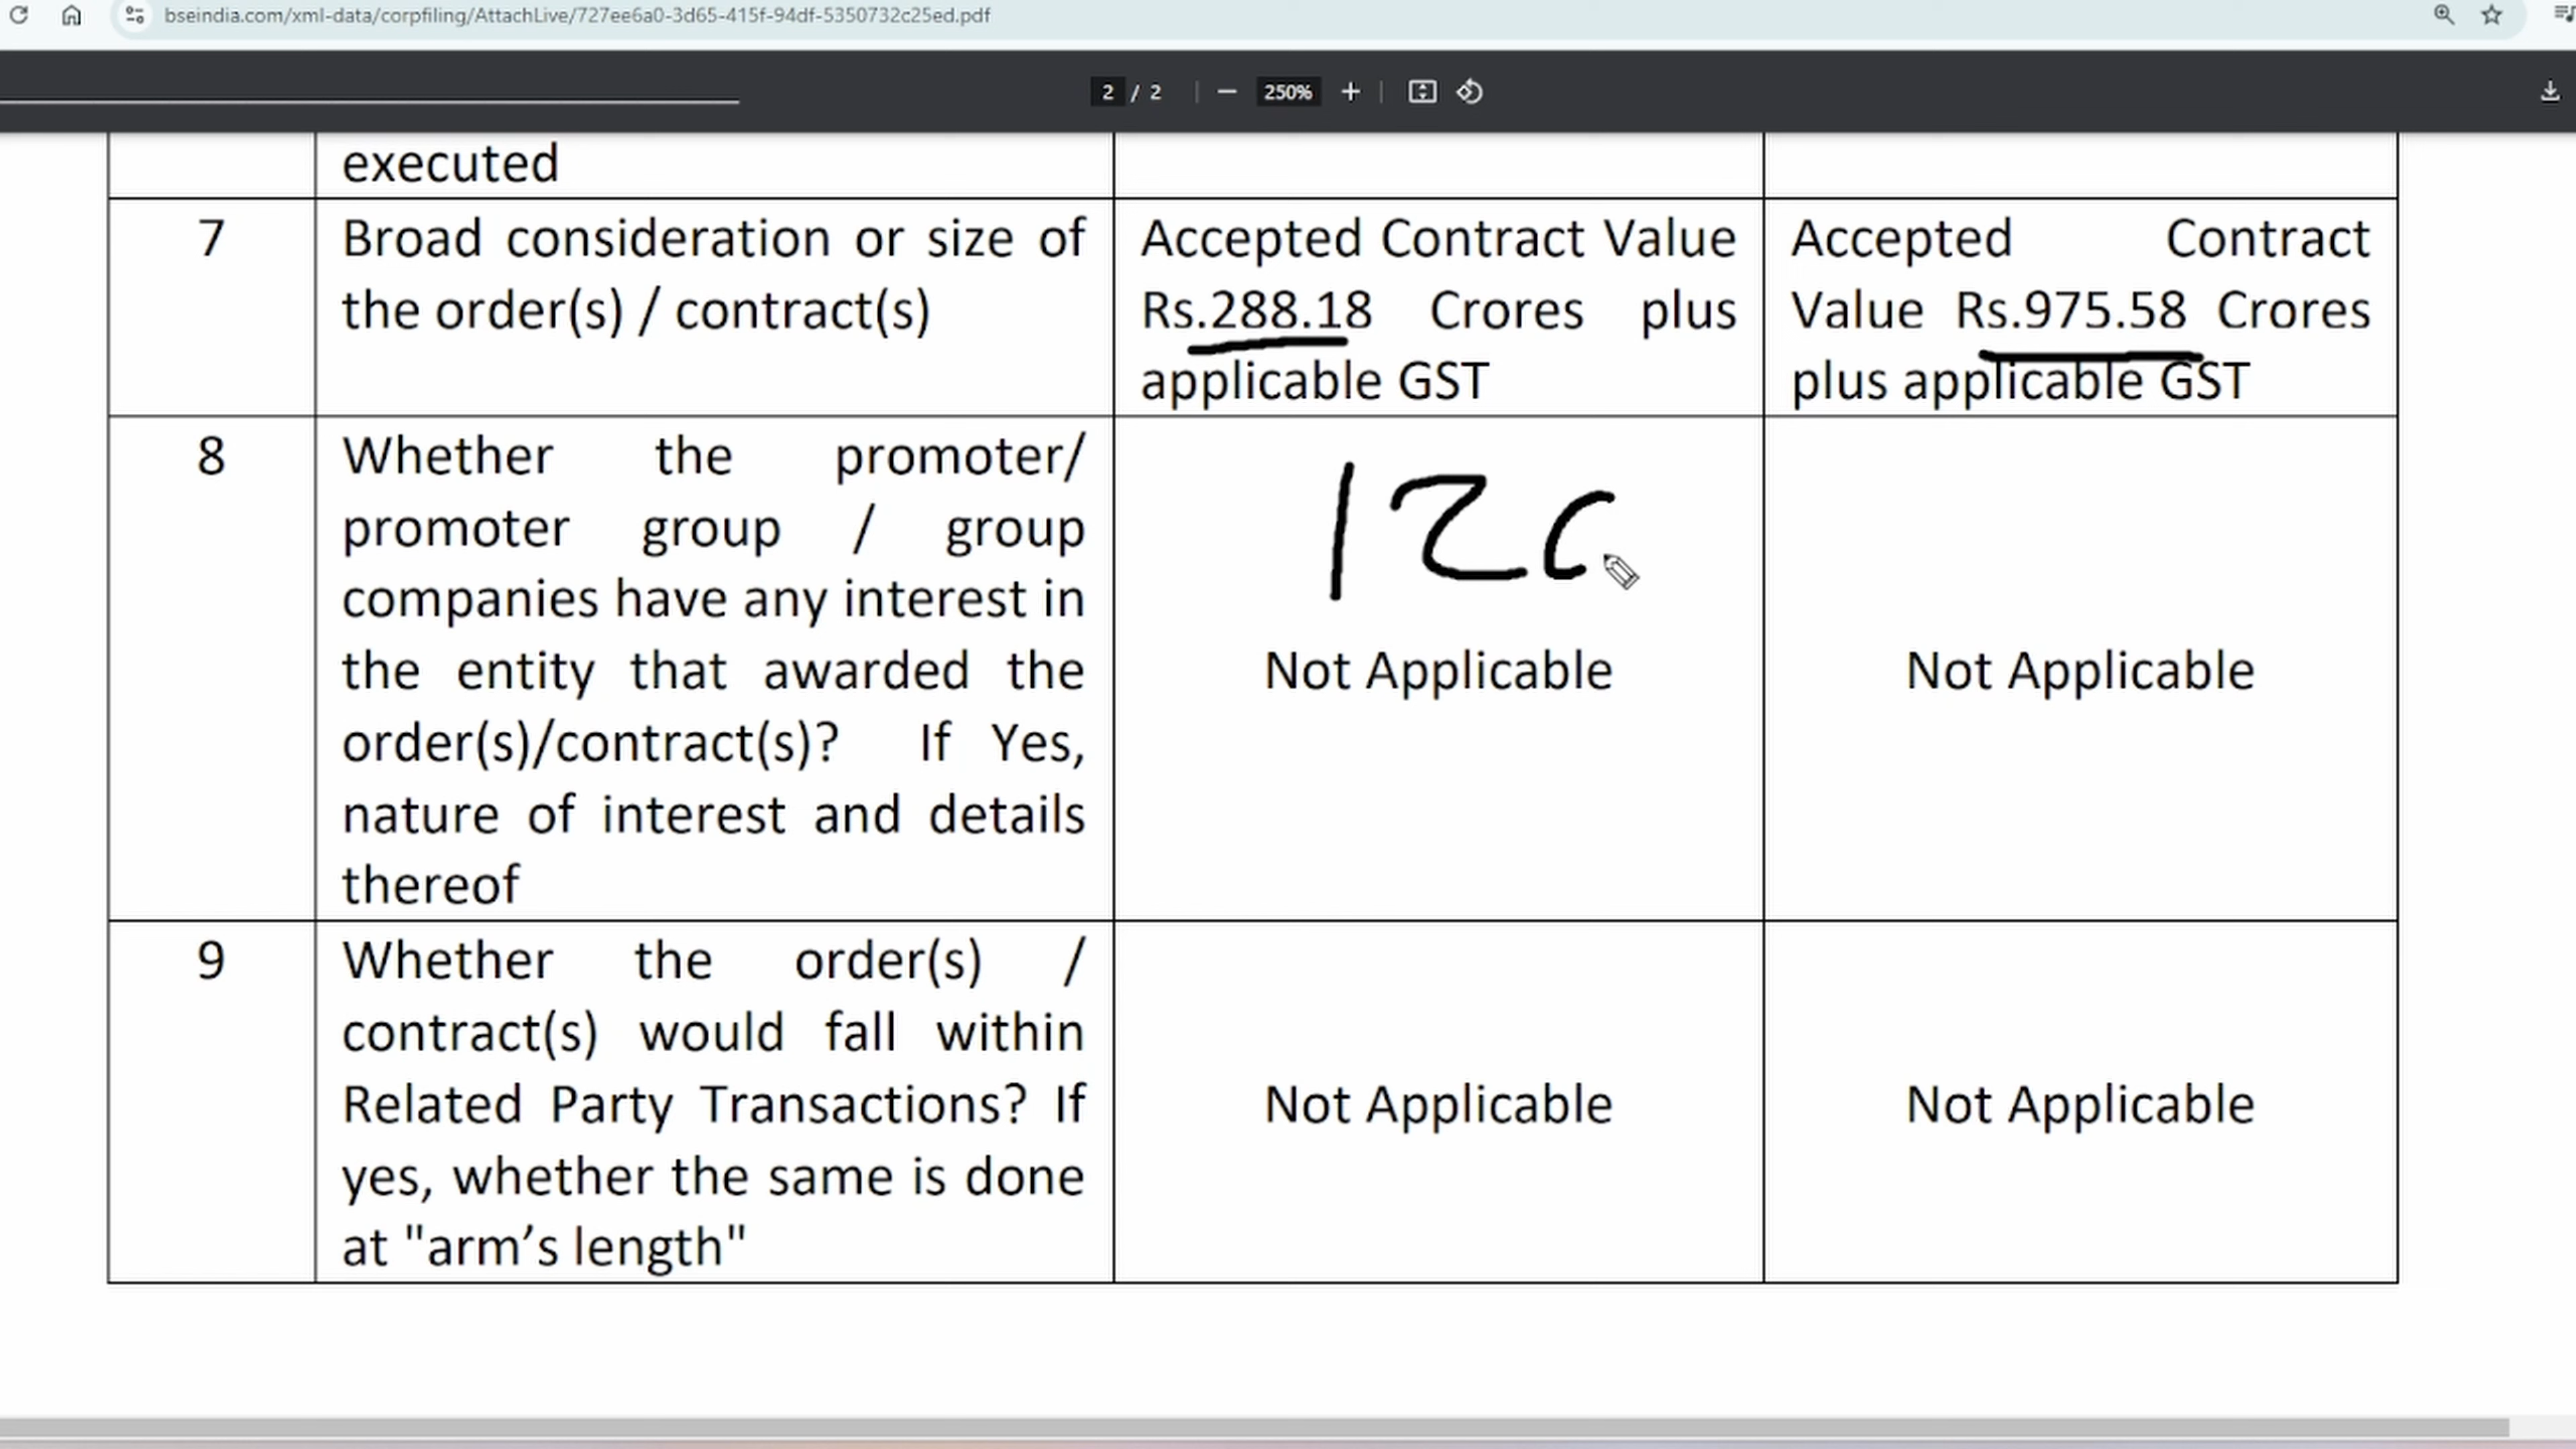 bseindia.com/xml-data/corpfiling/AttachLive/727ee6a0-3d65-415f-94df-5350732c25ed.pdf
2 / 2 250%
executed
7
Broad consideration or size of
the order(s) / contract(s)
Accepted Contract Value
Rs.288.18 Crores plus
applicable GST
Accepted Contract
Value Rs.975.58 Crores
plus applicable GST
8
Whether the promoter/
promoter group / group
companies have any interest in
the entity that awarded the
order(s)/contract(s)? If Yes,
nature of interest and details
thereof
12
Not Applicable
Not Applicable
9
Whether the order(s) /
contract(s) would fall within
Related Party Transactions? If
yes, whether the same is done
at "arm’s length"
Not Applicable
Not Applicable